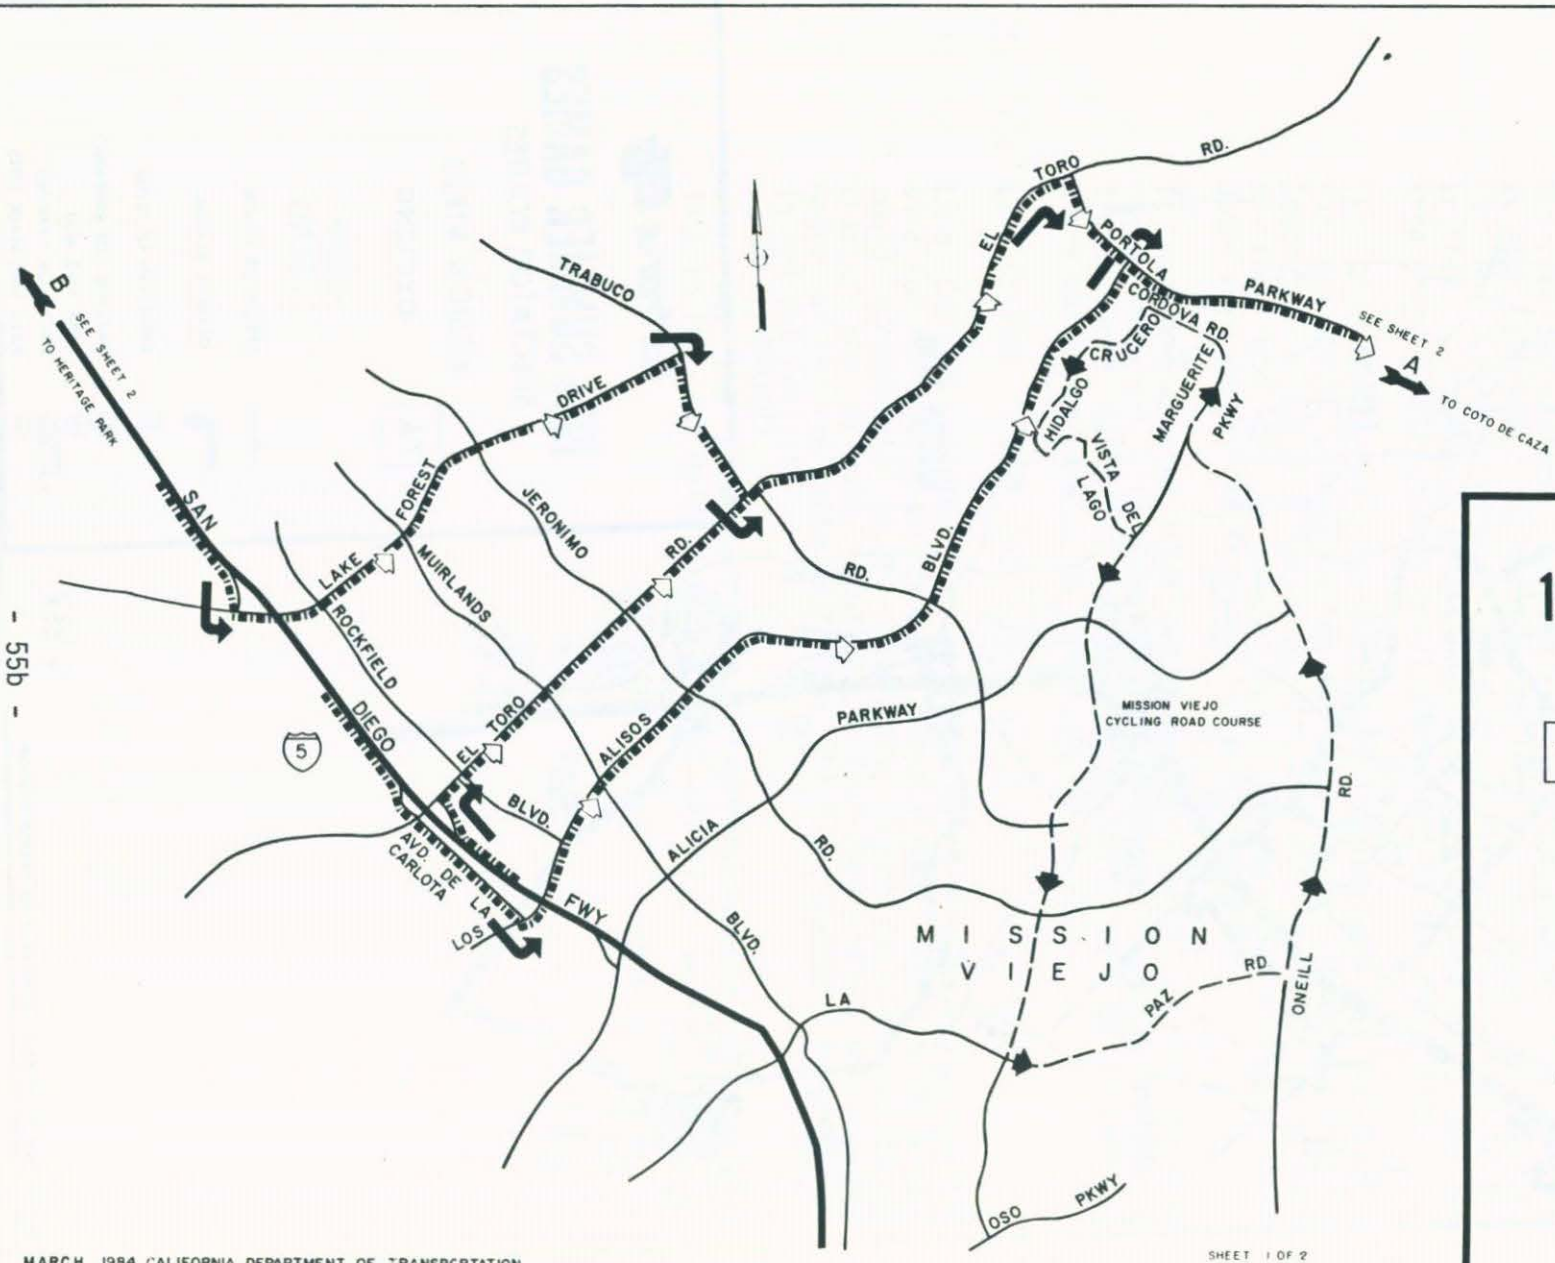 TORO
RD.
EL
PORTOLA
PARKWAY
TRABUCO
CORDOVA RD.
CRUCERO
SEE SHEET 2
A
TO COTO DE CAZA
B
SEE SHEET 2
TO HERITAGE PARK
DRIVE
HIDALGO
MARGUERITE
PKWY
VISTA
DEL
LAGO
SAN
FOREST
LAKE
JERONIMO
MUIRLANDS
RD.
RD.
BLVD.
ROCKFIELD
- 55b -
DIEGO
5
EL TORO
ALISOS
PARKWAY
MISSION VIEJO
CYCLING ROAD COURSE
BLVD.
RD.
AVD. DE
LA
CARLOTA
LOS
FWY
ALICIA
RD.
BLVD.
MISSION
VIEJO
LA
PAZ
RD
ONEILL
OSO PKWY
1
MARCH, 1984 CALIFORNIA DEPARTMENT OF TRANSPORTATION
SHEET 1 OF 2